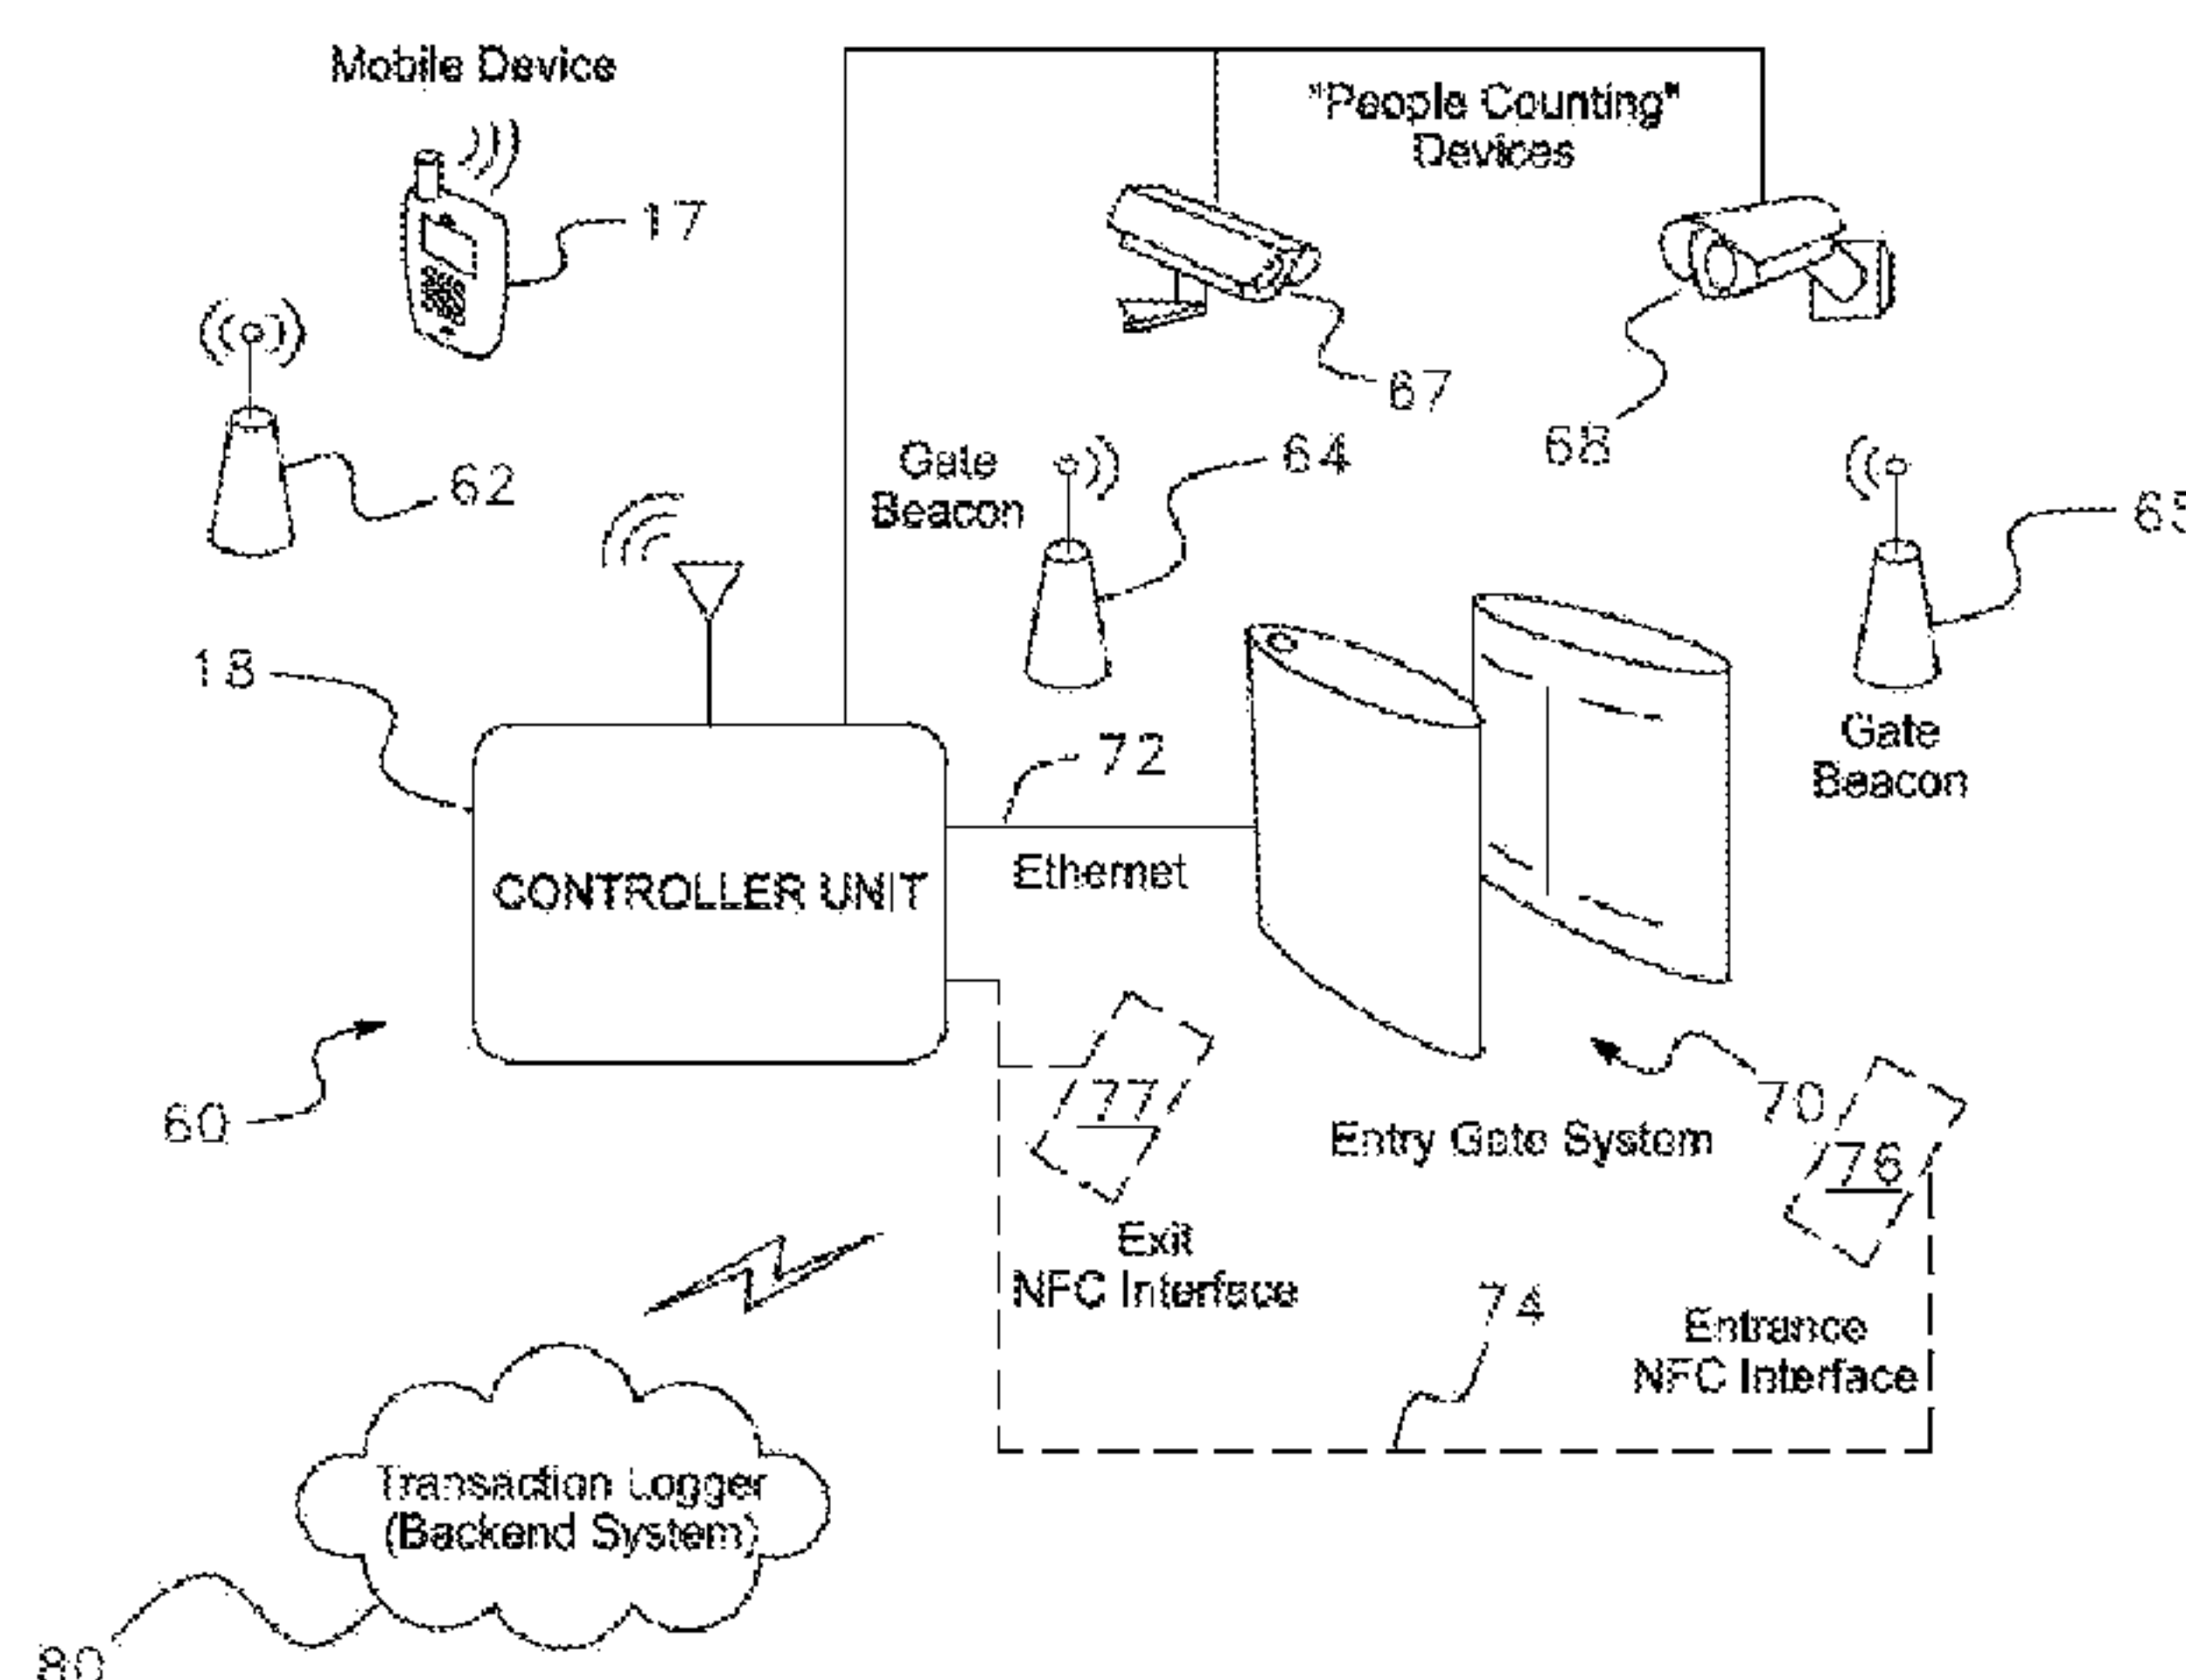 Mobile Device
"People Counting"
Devices
17
67
68
62
Gate
Beacon
64
65
18
72
Gate
Beacon
CONTROLLER UNIT
Ethernet
60
77
70
Entry Gate System
76
Exit
NFC Interface
74
Entrance
NFC Interface
Transaction Logger
(Backend System)
80